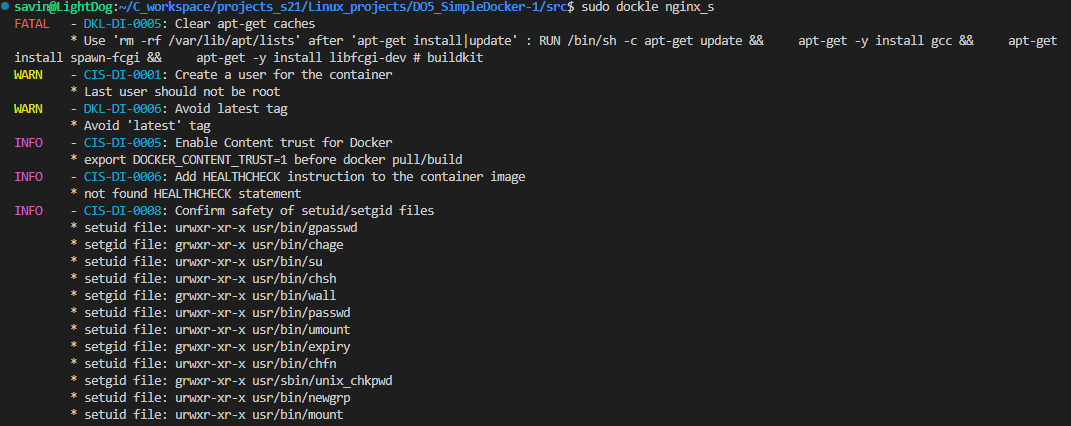 savin@LightDog:~/C_workspace/projects_s21/Linux_projects/DO5_SimpleDocker-1/src$ sudo dockle nginx_s
FATAL - DKL-DI-0005: Clear apt-get caches
* Use 'rm -rf /var/lib/apt/lists' after 'apt-get install|update' : RUN /bin/sh -c apt-get update && apt-get -y install gcc && apt-get
install spawn-fcgi && apt-get -y install libfcgi-dev # buildkit
WARN - CIS-DI-0001: Create a user for the container
* Last user should not be root
WARN - DKL-DI-0006: Avoid latest tag
* Avoid 'latest' tag
INFO - CIS-DI-0005: Enable Content trust for Docker
* export DOCKER_CONTENT_TRUST=1 before docker pull/build
INFO - CIS-DI-0006: Add HEALTHCHECK instruction to the container image
* not found HEALTHCHECK statement
INFO - CIS-DI-0008: Confirm safety of setuid/setgid files
* setuid file: urwxr-xr-x usr/bin/gpasswd
* setgid file: grwxr-xr-x usr/bin/chage
* setuid file: urwxr-xr-x usr/bin/su
* setuid file: urwxr-xr-x usr/bin/chsh
* setgid file: grwxr-xr-x usr/bin/wall
* setuid file: urwxr-xr-x usr/bin/passwd
* setuid file: urwxr-xr-x usr/bin/umount
* setgid file: grwxr-xr-x usr/bin/expiry
* setuid file: urwxr-xr-x usr/bin/chfn
* setgid file: grwxr-xr-x usr/sbin/unix_chkpwd
* setuid file: urwxr-xr-x usr/bin/newgrp
* setuid file: urwxr-xr-x usr/bin/mount